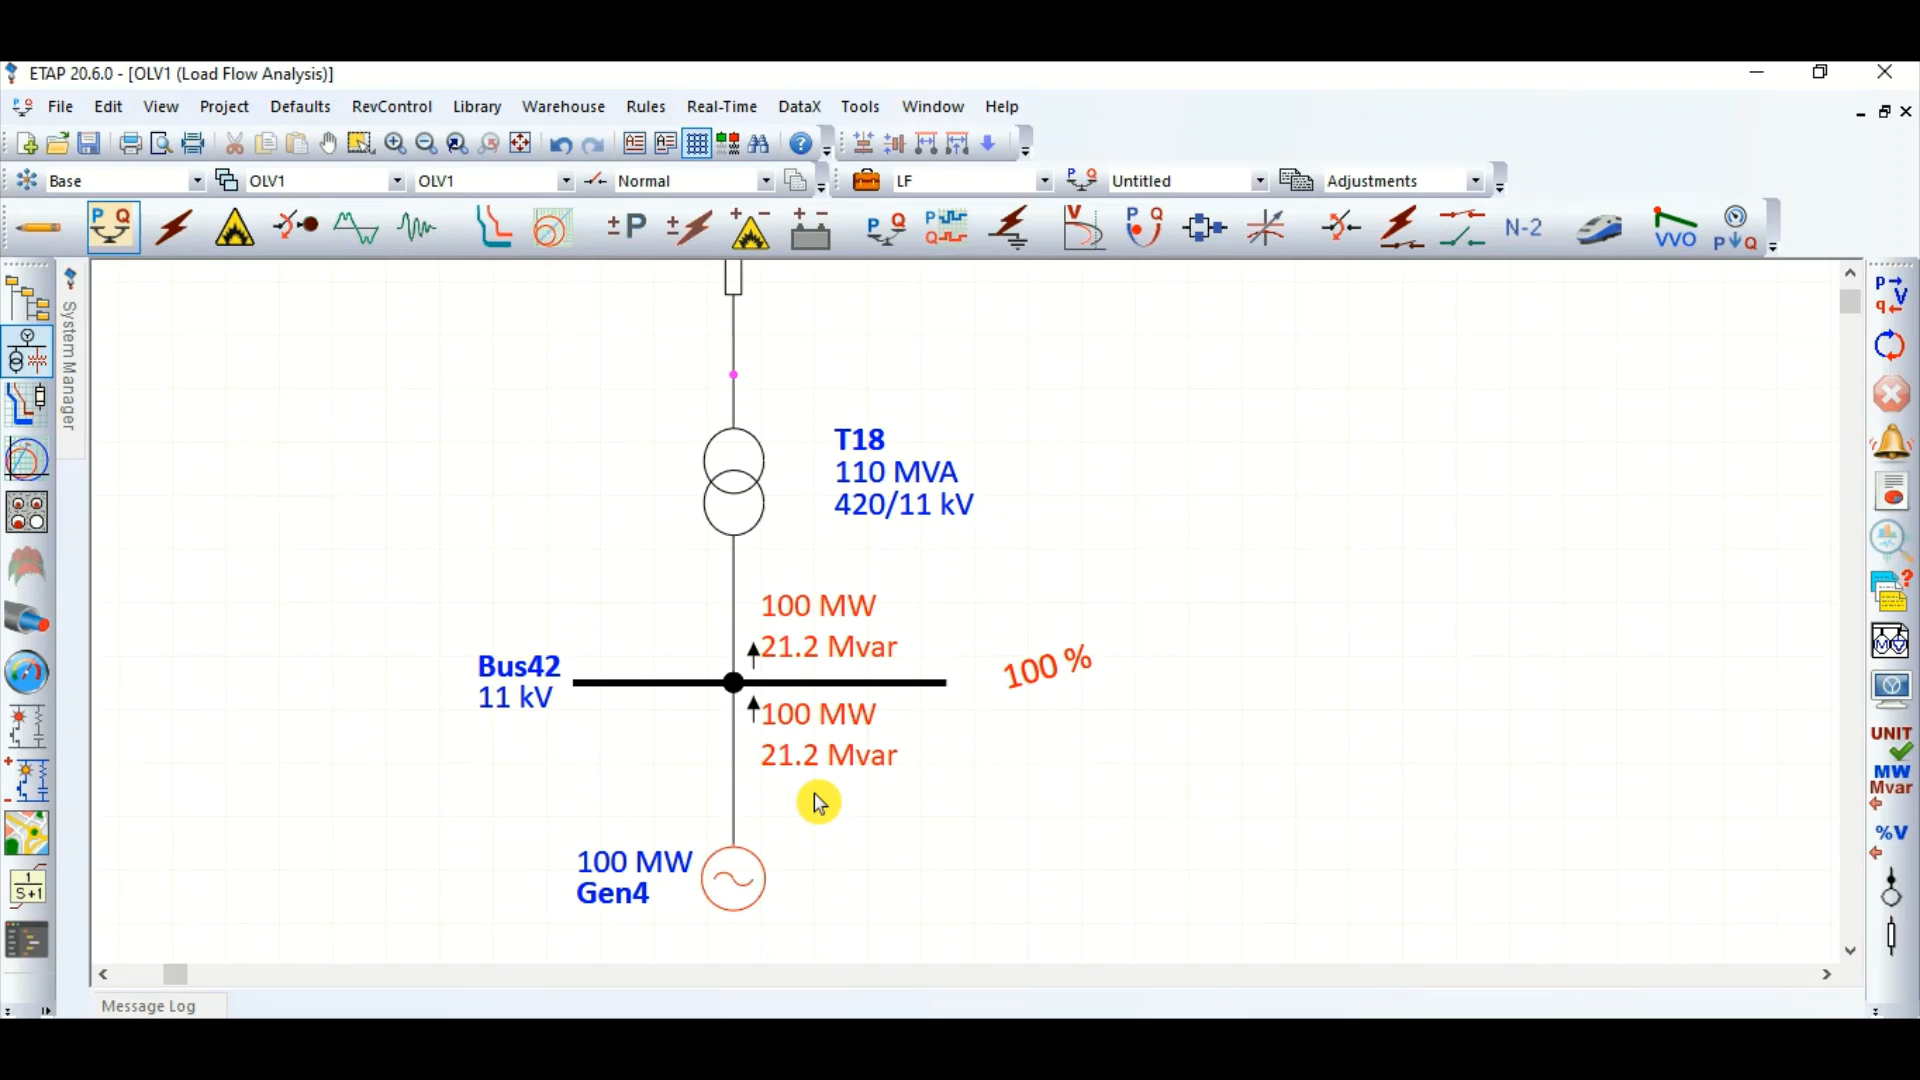 ETAP 20.6.0 - [OLV1 (Load Flow Analysis)]
File Edit View Project Defaults RevControl Library Warehouse Rules Real-Time DataX Tools Window Help
Base OLV1 OLV1 Normal LF Untitled Adjustments
P Q ± P ± + - + - P Q P Q V P Q N-2 VVO P Q
System Manager
P V
q
T18
110 MVA
420/11 kV
100 MW
21.2 Mvar
Bus42
11 kV
100 %
100 MW
21.2 Mvar
100 MW
Gen4
UNIT
MW
Mvar
%V
1
S+1
Message Log